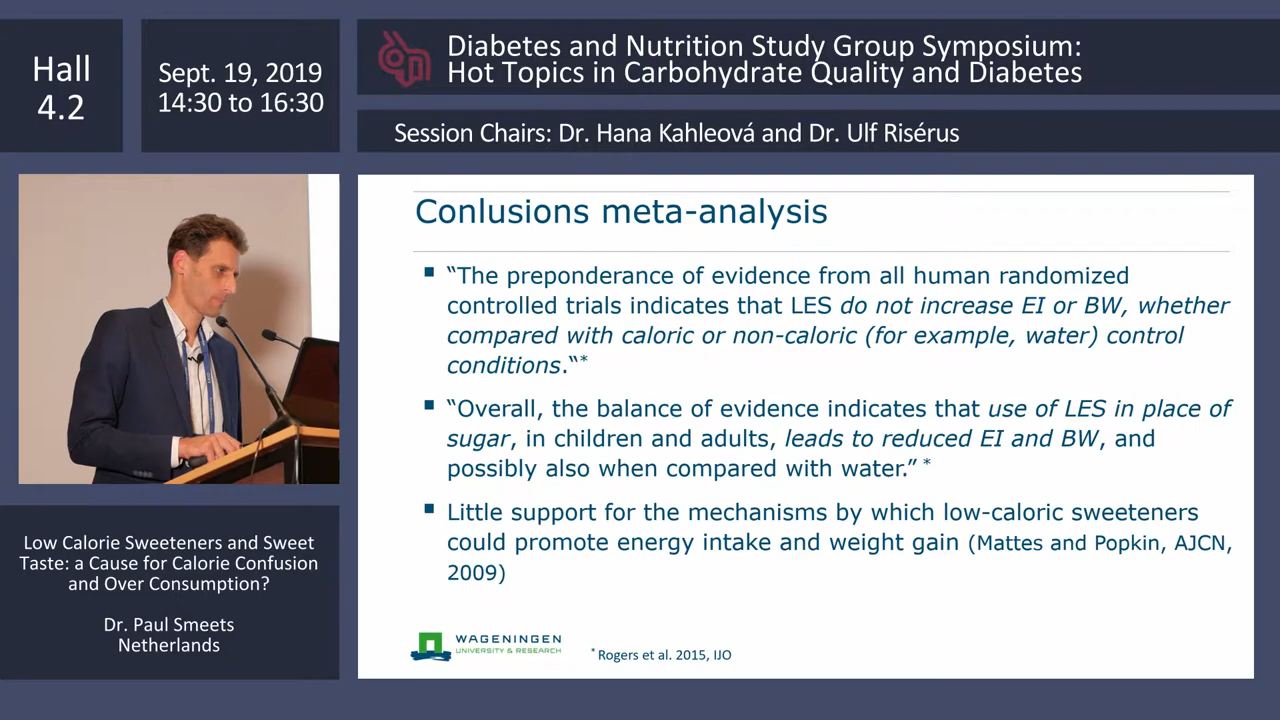 Hall
4.2
Sept. 19, 2019
14:30 to 16:30
Diabetes and Nutrition Study Group Symposium:
Hot Topics in Carbohydrate Quality and Diabetes
Session Chairs: Dr. Hana Kahleová and Dr. Ulf Risérus
Conlusions meta-analysis
▪ “The preponderance of evidence from all human randomized
controlled trials indicates that LES do not increase EI or BW, whether
compared with caloric or non-caloric (for example, water) control
conditions.“*
▪ “Overall, the balance of evidence indicates that use of LES in place of
sugar, in children and adults, leads to reduced EI and BW, and
possibly also when compared with water.” *
▪ Little support for the mechanisms by which low-caloric sweeteners
could promote energy intake and weight gain (Mattes and Popkin, AJCN,
2009)
WAGENINGEN
UNIVERSITY & RESEARCH
* Rogers et al. 2015, IJO
Low Calorie Sweeteners and Sweet
Taste: a Cause for Calorie Confusion
and Over Consumption?
Dr. Paul Smeets
Netherlands